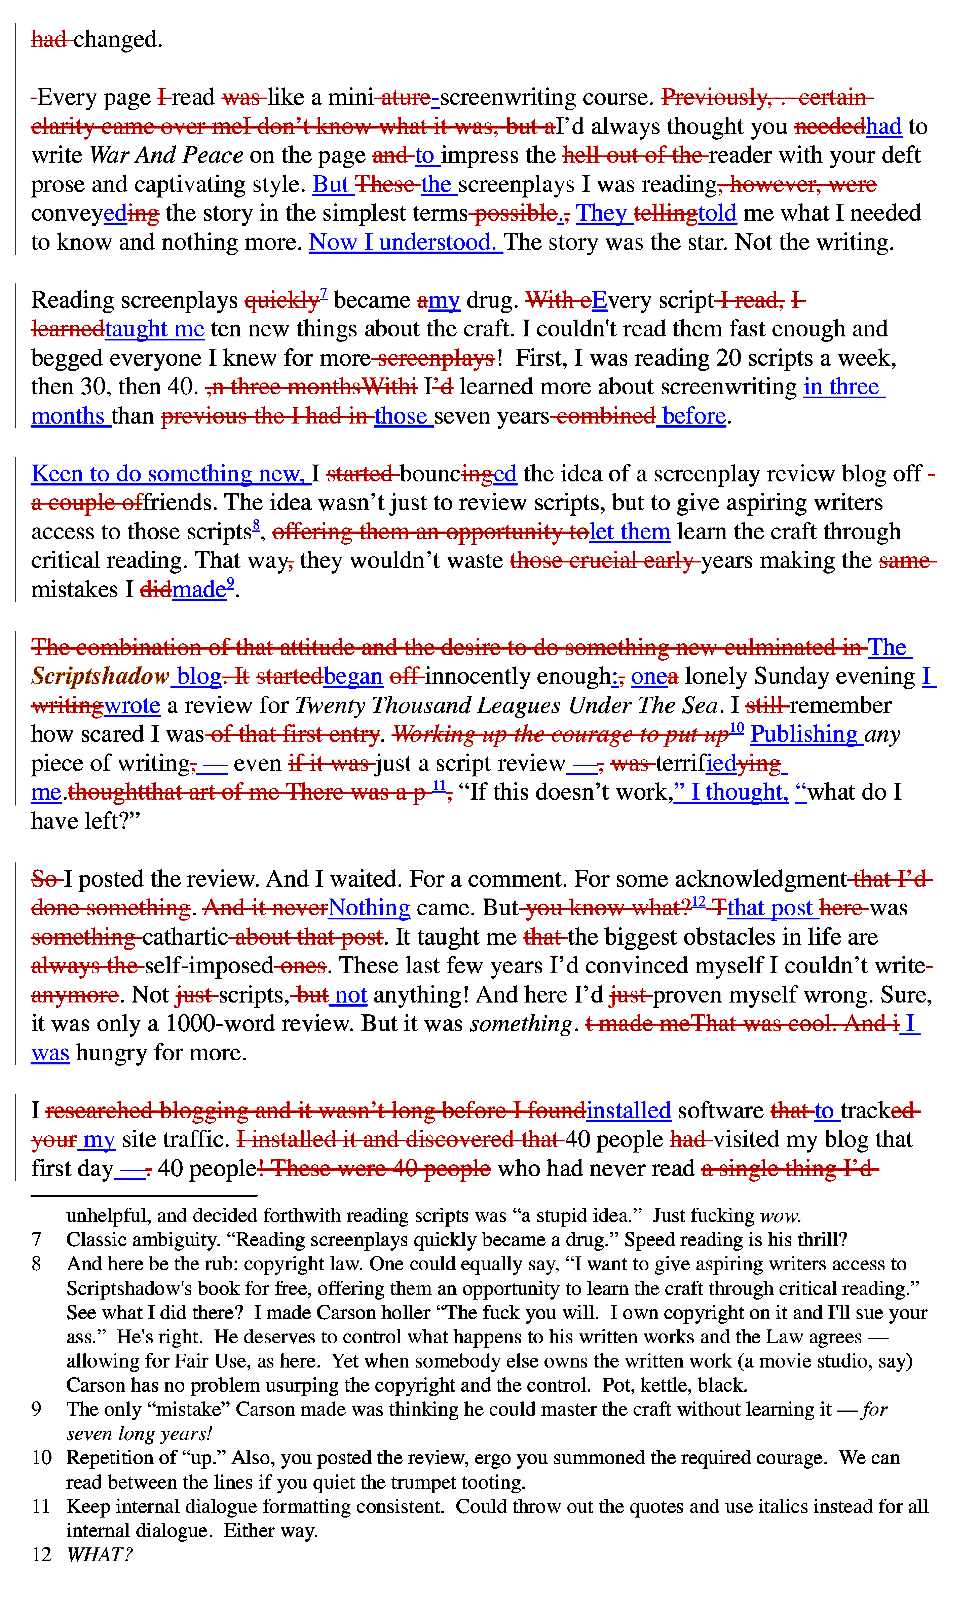 had changed.
-Every page I read was like a mini ature-screenwriting course. Previously, . certain
clarity came over meI don’t know what it was, but aI’d always thought you neededhad to
write War And Peace on the page and to impress the hell out of the reader with your deft
prose and captivating style. But These the screenplays I was reading, however, were
conveyeding the story in the simplest terms possible.., They tellingtold me what I needed
to know and nothing more. Now I understood. The story was the star. Not the writing.
Reading screenplays quickly7 became amy drug. With eEvery script I read, I
learnedtaught me ten new things about the craft. I couldn't read them fast enough and
begged everyone I knew for more screenplays! First, I was reading 20 scripts a week,
then 30, then 40. ,n three monthsWithi I’d learned more about screenwriting in three
months than previous the I had in those seven years combined before.
Keen to do something new, I started bounceinged the idea of a screenplay review blog off -
a couple offriends. The idea wasn’t just to review scripts, but to give aspiring writers
access to those scripts8, offering them an opportunity tolet them learn the craft through
critical reading. That way, they wouldn’t waste those crucial early years making the same
mistakes I didmade9.
The combination of that attitude and the desire to do something new culminated in The
Scriptshadow blog. It startedbegan off innocently enough:, onea lonely Sunday evening I
writingwrote a review for Twenty Thousand Leagues Under The Sea. I still remember
how scared I was of that first entry. Working up the courage to put up10 Publishing any
piece of writing, — even if it was just a script review —, was terrifiedying
me.thoughtthat art of me There was a p 11, “If this doesn’t work,” I thought, “what do I
have left?”
So I posted the review. And I waited. For a comment. For some acknowledgment that I’d
done something. And it neverNothing came. But you know what?12 Tthat post here was
something cathartic about that post. It taught me that the biggest obstacles in life are
always the self-imposed ones. These last few years I’d convinced myself I couldn’t write
anymore. Not just scripts, but not anything! And here I’d just proven myself wrong. Sure,
it was only a 1000-word review. But it was something. t made meThat was cool. And i I
was hungry for more.
I researched blogging and it wasn’t long before I foundinstalled software that to tracked
your my site traffic. I installed it and discovered that 40 people had visited my blog that
first day —. 40 people! These were 40 people who had never read a single thing I’d
unhelpful, and decided forthwith reading scripts was “a stupid idea.” Just fucking wow.
7 Classic ambiguity. “Reading screenplays quickly became a drug.” Speed reading is his thrill?
8 And here be the rub: copyright law. One could equally say, “I want to give aspiring writers access to
Scriptshadow's book for free, offering them an opportunity to learn the craft through critical reading.”
See what I did there? I made Carson holler “The fuck you will. I own copyright on it and I'll sue your
ass.” He's right. He deserves to control what happens to his written works and the Law agrees —
allowing for Fair Use, as here. Yet when somebody else owns the written work (a movie studio, say)
Carson has no problem usurping the copyright and the control. Pot, kettle, black.
9 The only “mistake” Carson made was thinking he could master the craft without learning it — for
seven long years!
10 Repetition of “up.” Also, you posted the review, ergo you summoned the required courage. We can
read between the lines if you quiet the trumpet tooting.
11 Keep internal dialogue formatting consistent. Could throw out the quotes and use italics instead for all
internal dialogue. Either way.
12 WHAT?